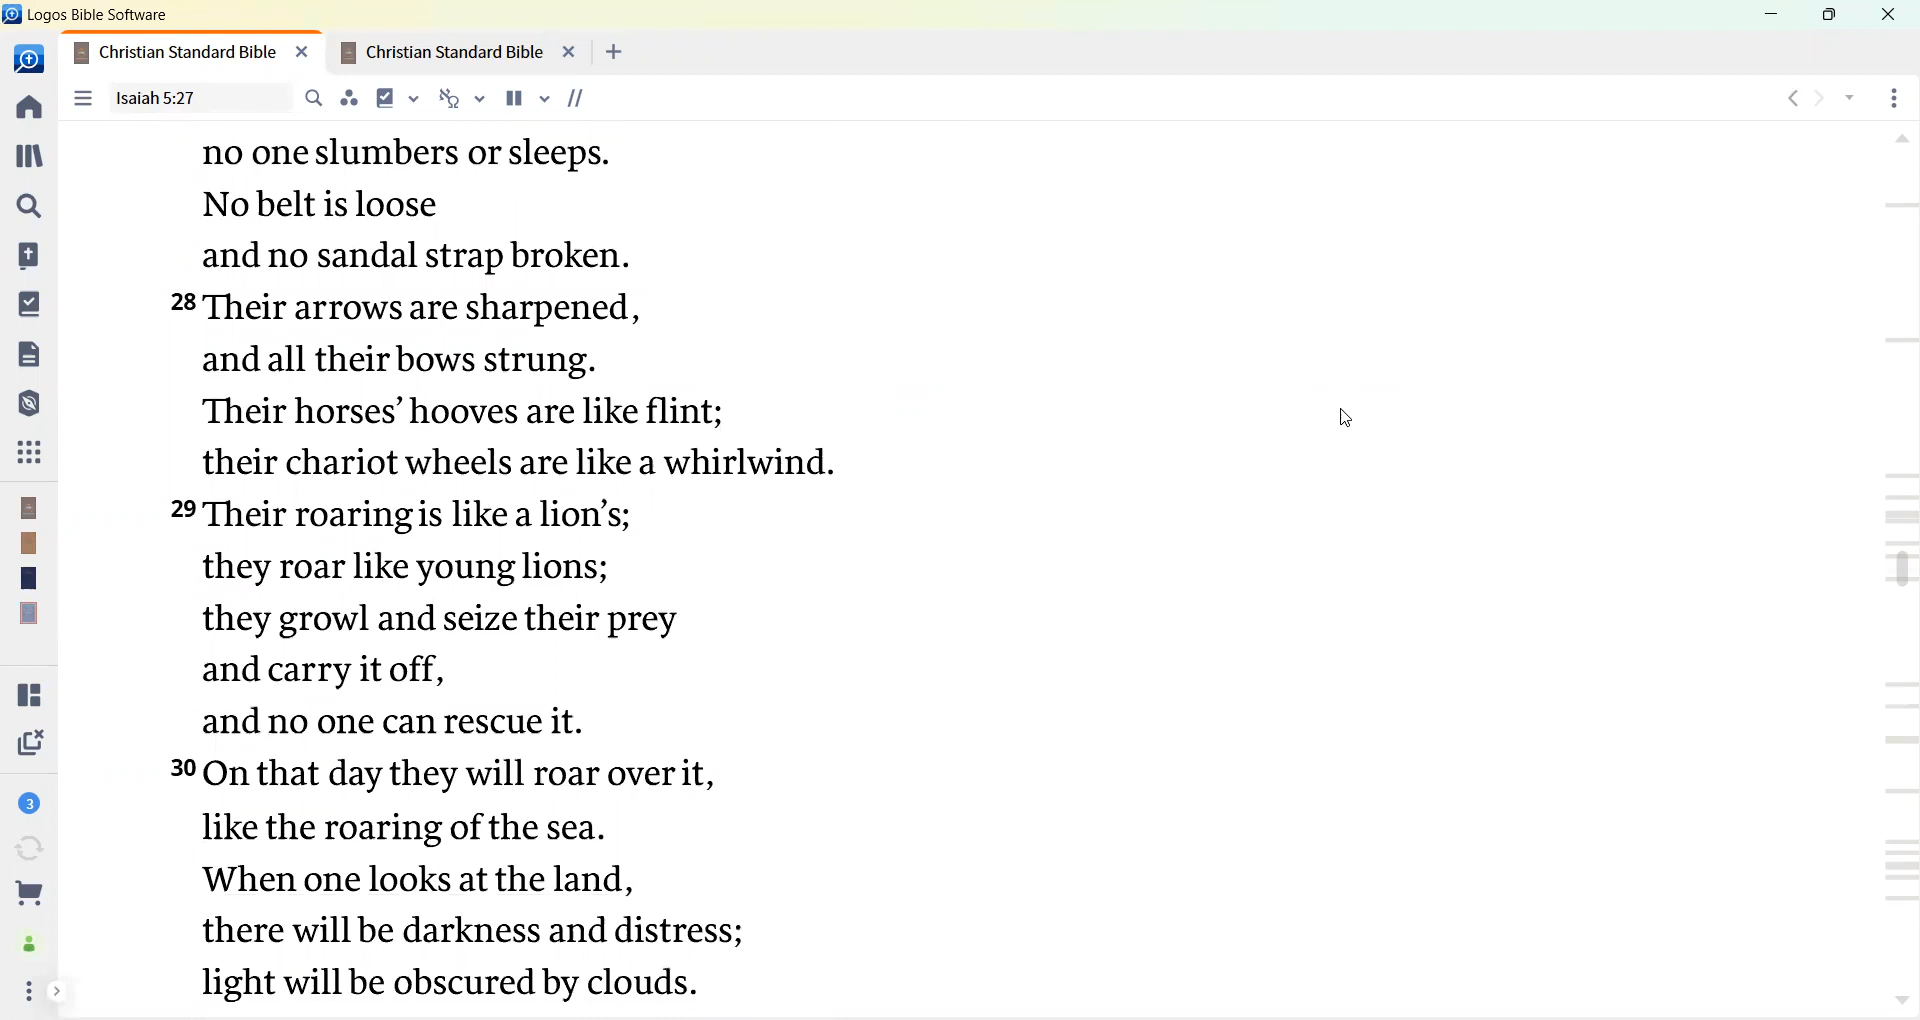 Logos Bible Software
Christian Standard Bible
Christian Standard Bible
Isaiah 5:27
no one slumbers or sleeps.
No belt is loose
and no sandal strap broken.
28 Their arrows are sharpened,
and all their bows strung.
Their horses’ hooves are like flint;
their chariot wheels are like a whirlwind.
29 Their roaring is like a lion’s;
they roar like young lions;
they growl and seize their prey
and carry it off,
and no one can rescue it.
30 On that day they will roar over it,
like the roaring of the sea.
When one looks at the land,
there will be darkness and distress;
light will be obscured by clouds.
3